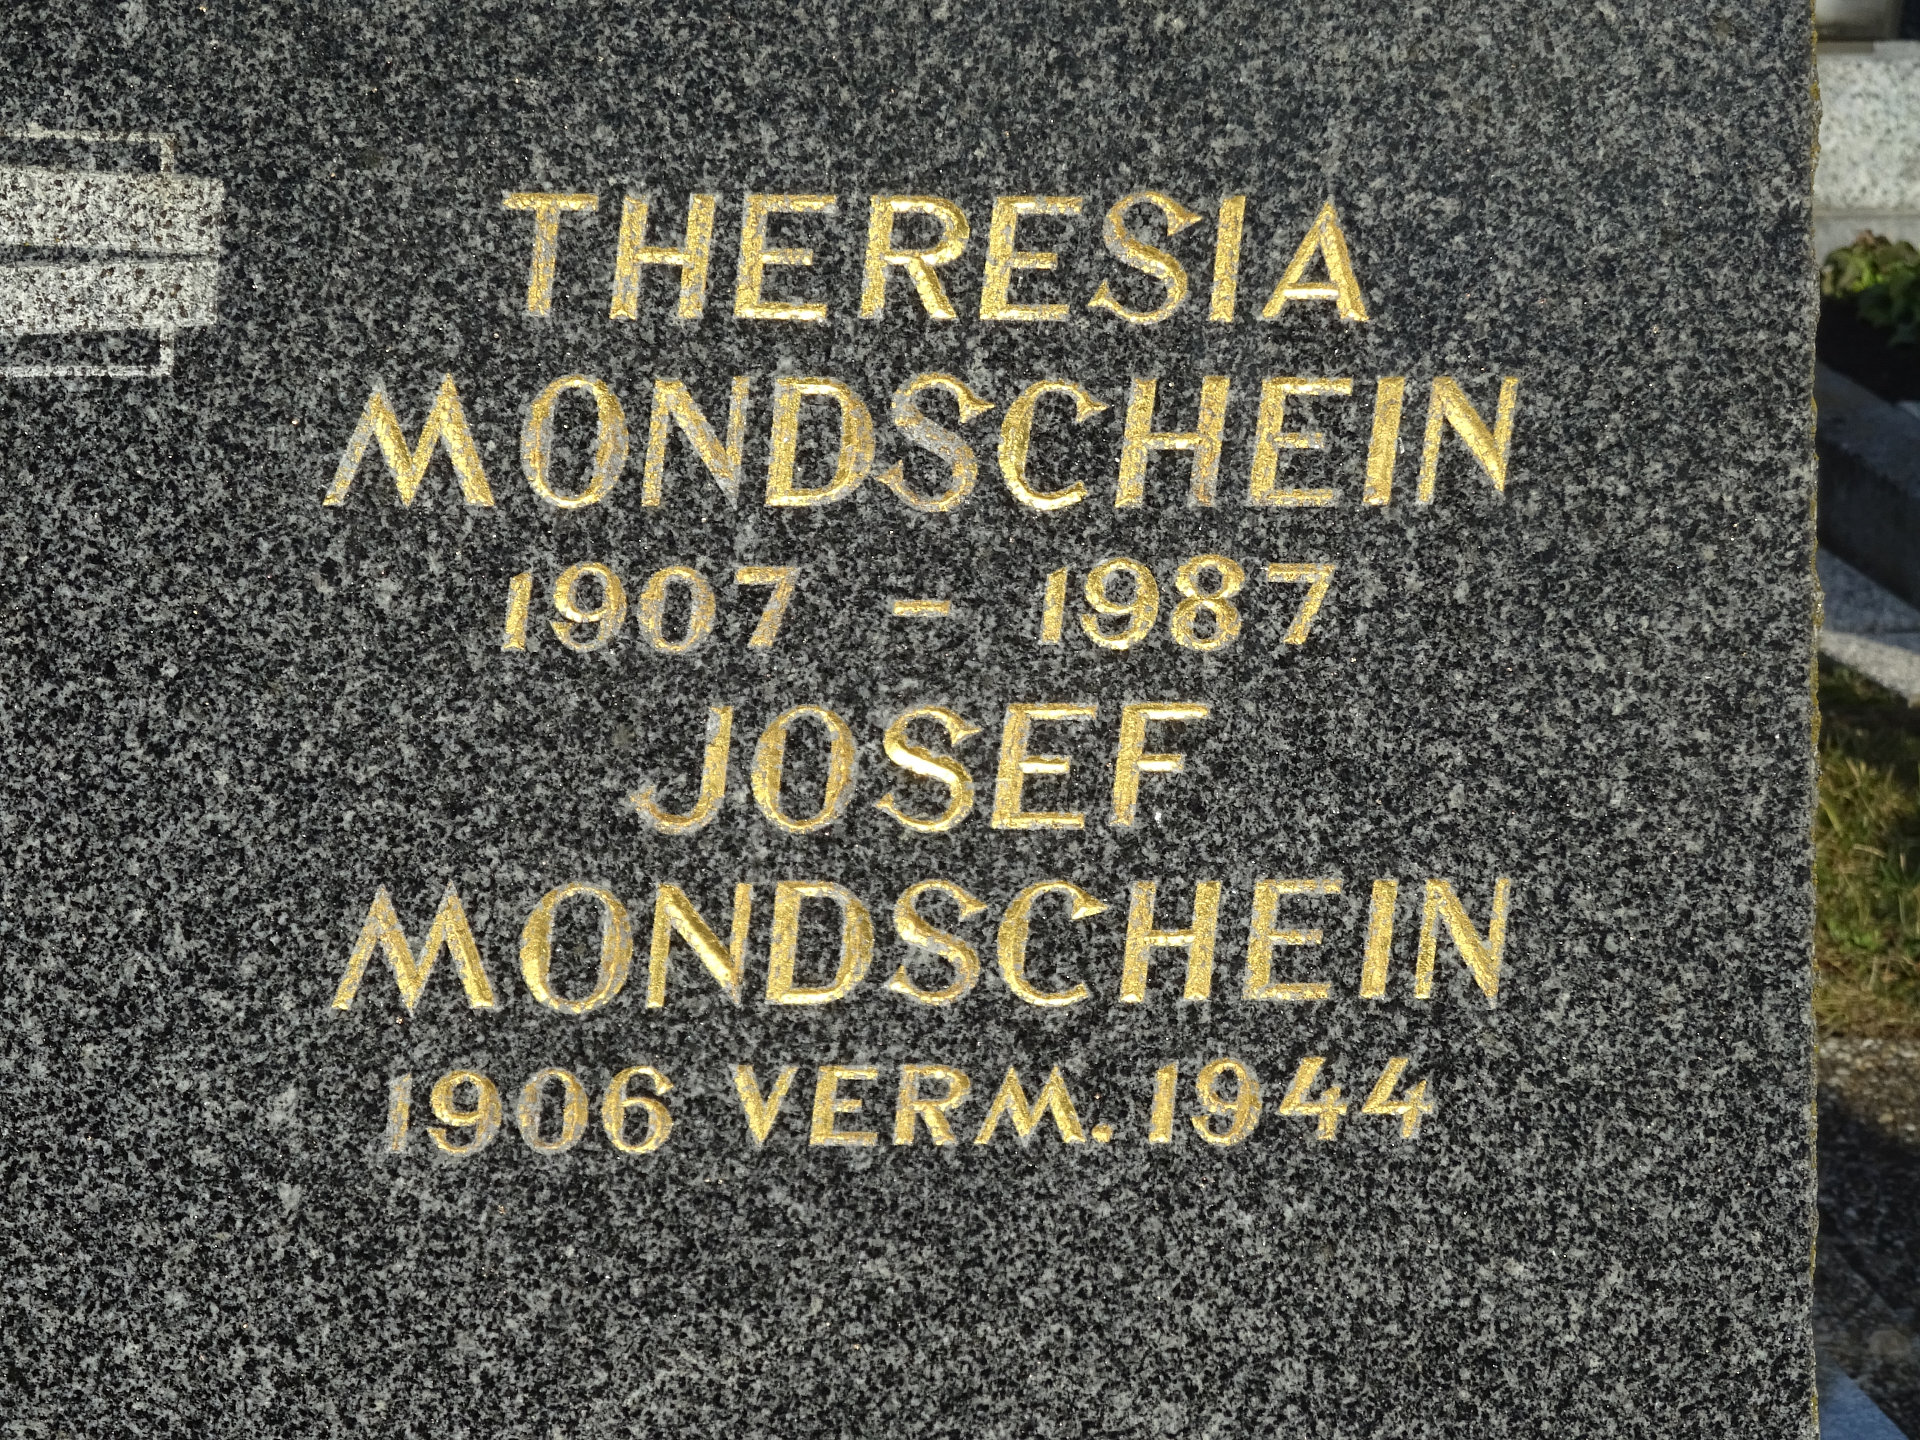 THERESIA
MONDSCHEIN
1907 – 1987
JOSEF
MONDSCHEIN
1906 VERM. 1944